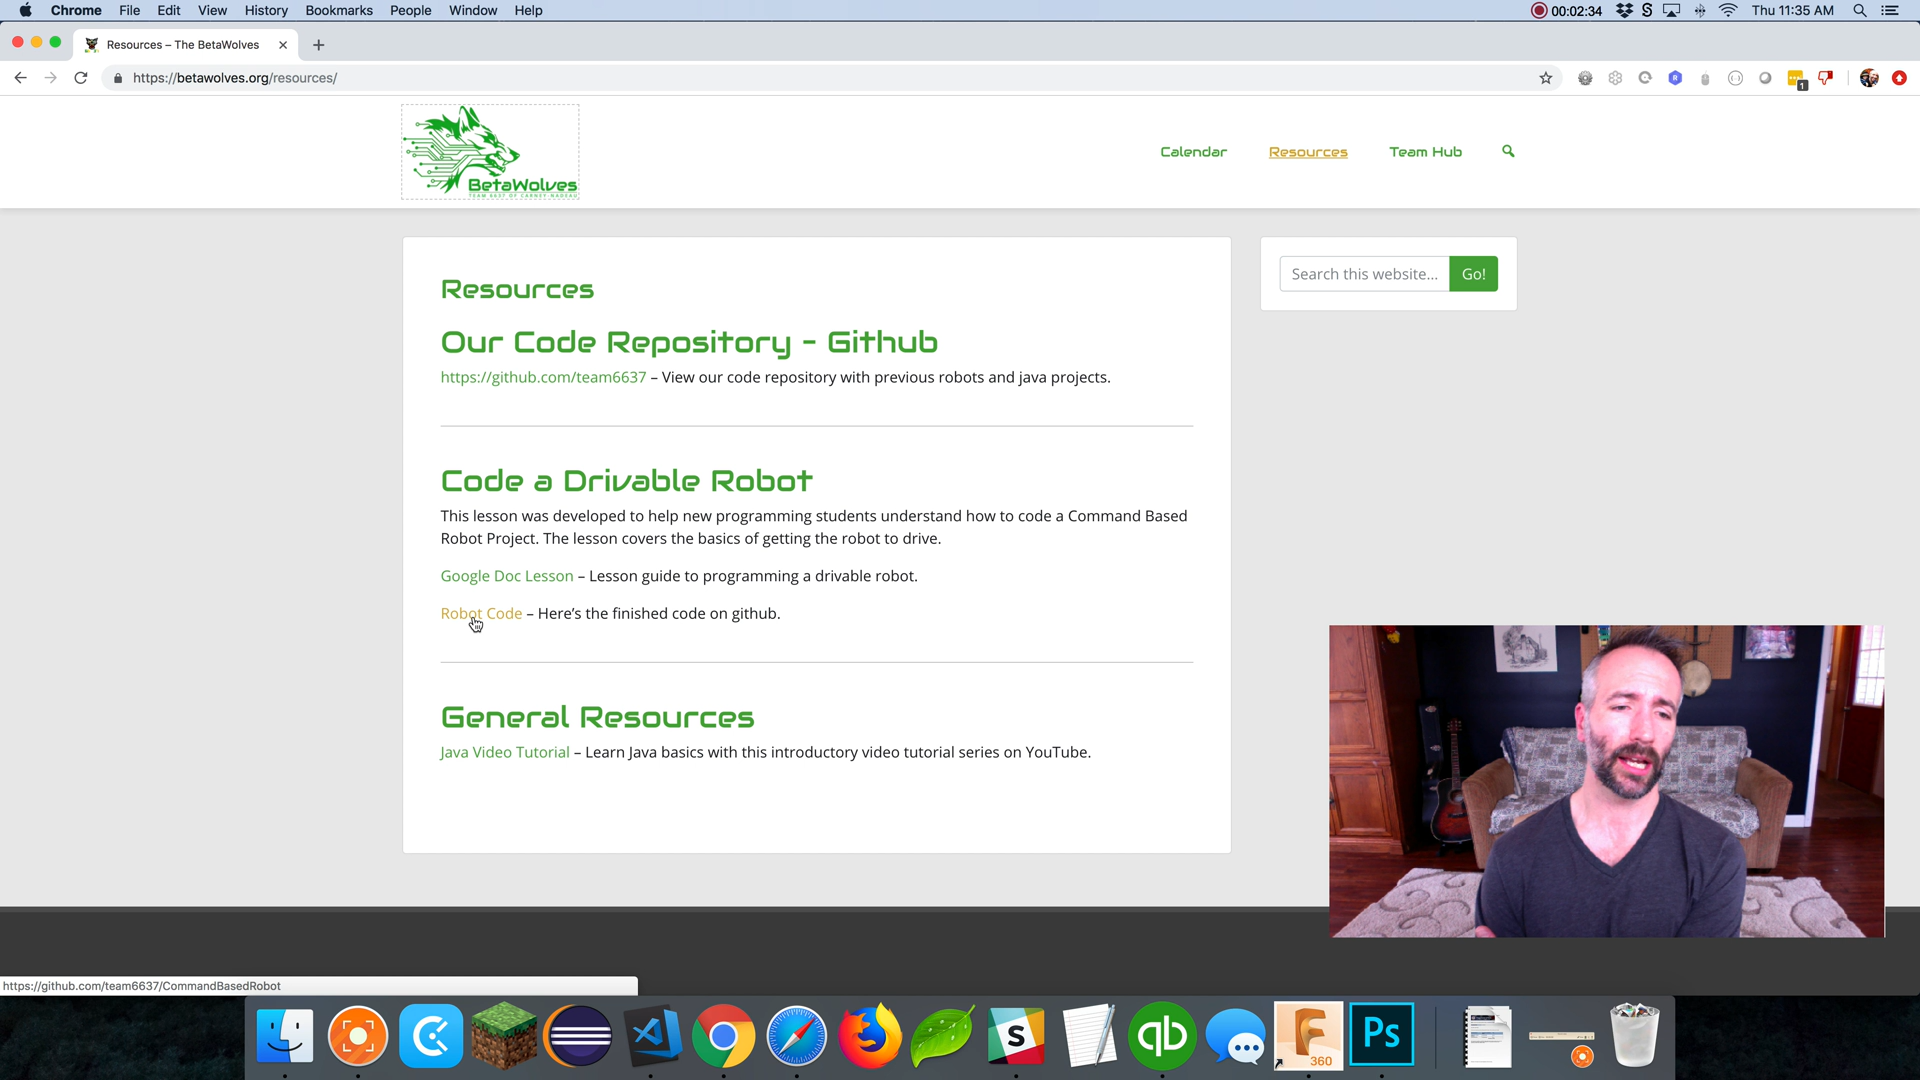 Chrome File Edit View History Bookmarks People Window Help
00:02:34 Thu 11:35 AM
Resources – The BetaWolves
https://betawolves.org/resources/
1
BetaWolves
Calendar Resources Team Hub
Resources
Search this website... Go!
Our Code Repository - Github
https://github.com/team6637 – View our code repository with previous robots and java projects.
Code a Drivable Robot
This lesson was developed to help new programming students understand how to code a Command Based
Robot Project. The lesson covers the basics of getting the robot to drive.
Google Doc Lesson – Lesson guide to programming a drivable robot.
Robot Code – Here's the finished code on github.
General Resources
Java Video Tutorial – Learn Java basics with this introductory video tutorial series on YouTube.
https://github.com/team6637/CommandBasedRobot
S
qb
360
Ps